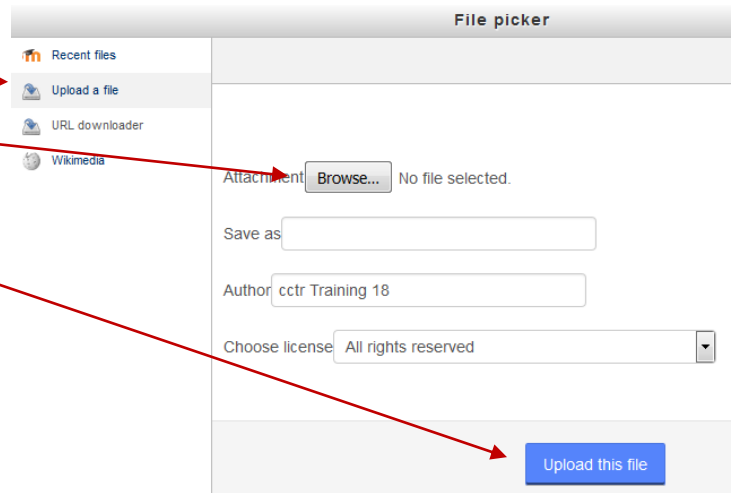 File picker
Recent files
Upload a file
URL downloader
Wikimedia
Attachment Browse... No file selected.
Save as
Author cctr Training 18
Choose license All rights reserved
Upload this file